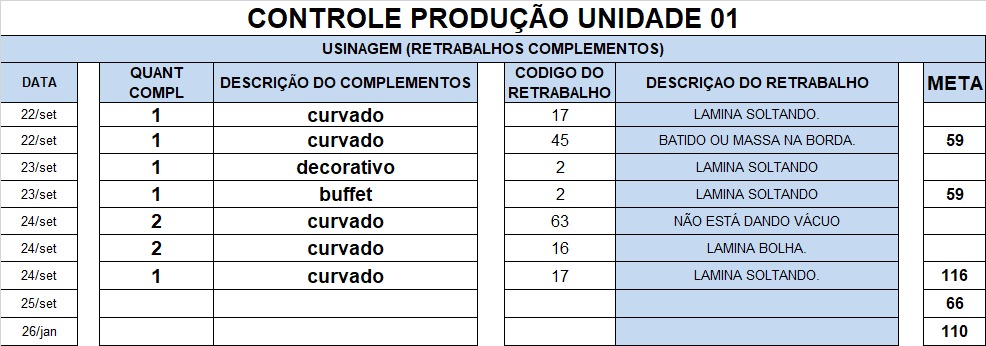 CONTROLE PRODUÇÃO UNIDADE 01
USINAGEM (RETRABALHOS COMPLEMENTOS)
DATA QUANT COMPL DESCRIÇÃO DO COMPLEMENTOS CODIGO DO RETRABALHO DESCRIÇAO DO RETRABALHO META
22/set 1 curvado 17 LAMINA SOLTANDO.
22/set 1 curvado 45 BATIDO OU MASSA NA BORDA. 59
23/set 1 decorativo 2 LAMINA SOLTANDO
23/set 1 buffet 2 LAMINA SOLTANDO 59
24/set 2 curvado 63 NÃO ESTÁ DANDO VÁCUO
24/set 2 curvado 16 LAMINA BOLHA.
24/set 1 curvado 17 LAMINA SOLTANDO. 116
25/set 66
26/jan 110